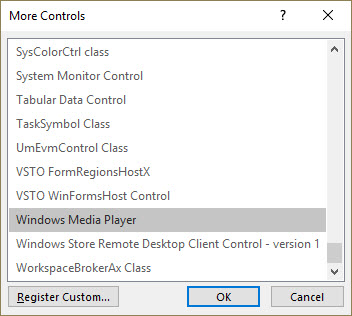 More Controls
?
SysColorCtrl class
System Monitor Control
Tabular Data Control
TaskSymbol Class
UmEvmControl Class
VSTO FormRegionsHostX
VSTO WinFormsHost Control
Windows Media Player
Windows Store Remote Desktop Client Control - version 1
WorkspaceBrokerAx Class
Register Custom...
OK
Cancel